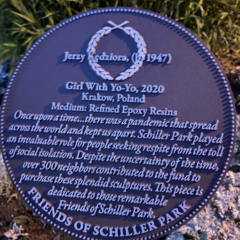 Jerzy Kędziora, (b. 1947)
Girl With Yo-Yo, 2020
Krakow, Poland
Medium: Refined Epoxy Resins
Once upon a time...there was a pandemic that spread
across the world and kept us apart. Schiller Park played
an invaluable role for people seeking respite from the toll
of social isolation. Despite the uncertainty of the time,
over 300 neighbors contributed to the fund to
purchase these splendid sculptures. This piece is
dedicated to those remarkable
Friends of Schiller Park.
FRIENDS OF SCHILLER PARK